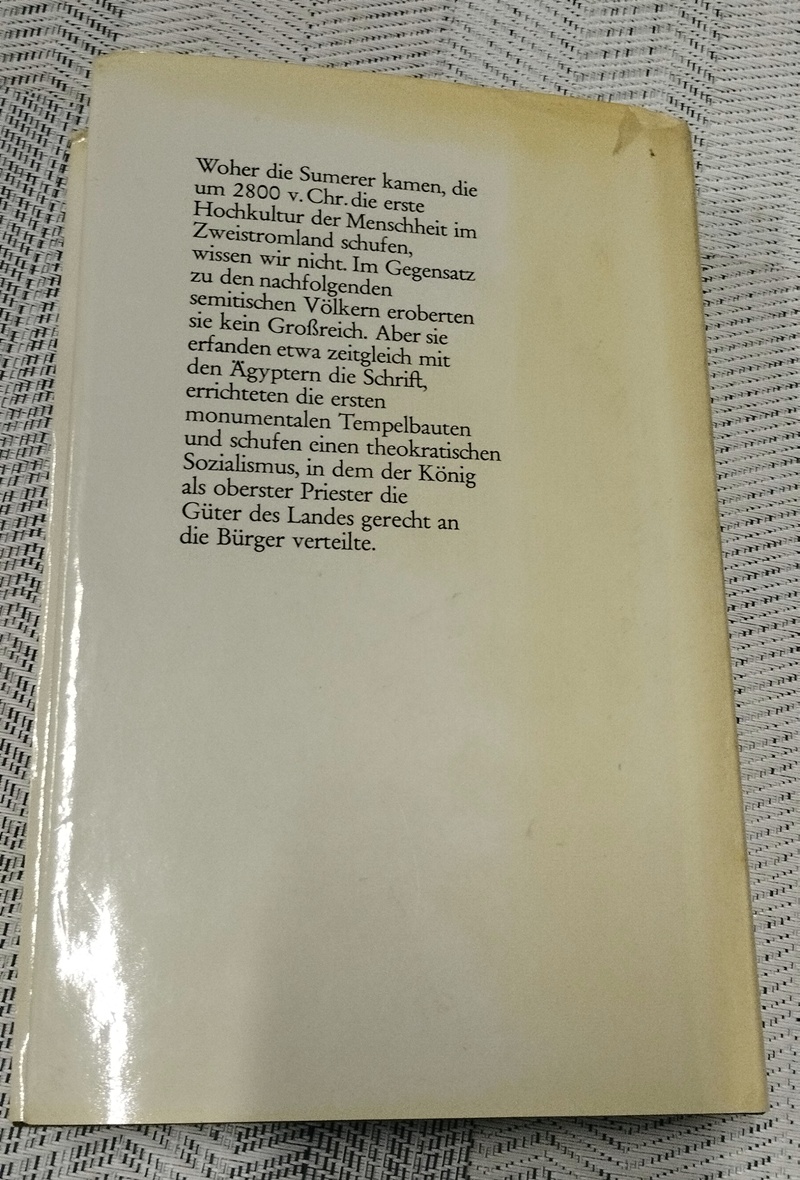 Woher die Sumerer kamen, die
um 2800 v. Chr. die erste
Hochkultur der Menschheit im
Zweistromland schufen,
wissen wir nicht. Im Gegensatz
zu den nachfolgenden
semitischen Völkern eroberten
sie kein Großreich. Aber sie
erfanden etwa zeitgleich mit
den Ägyptern die Schrift,
errichteten die ersten
monumentalen Tempelbauten
und schufen einen theokratischen
Sozialismus, in dem der König
als oberster Priester die
Güter des Landes gerecht an
die Bürger verteilte.